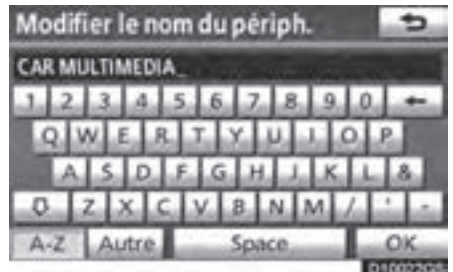 Modifier le nom du périph.
CAR MULTIMEDIA_
1 2 3 4 5 6 7 8 9 0 ←
Q W E R T Y U I O P
A S D F G H J K L &
⇩ Z X C V B N M / ' -
A-Z Autre Space OK